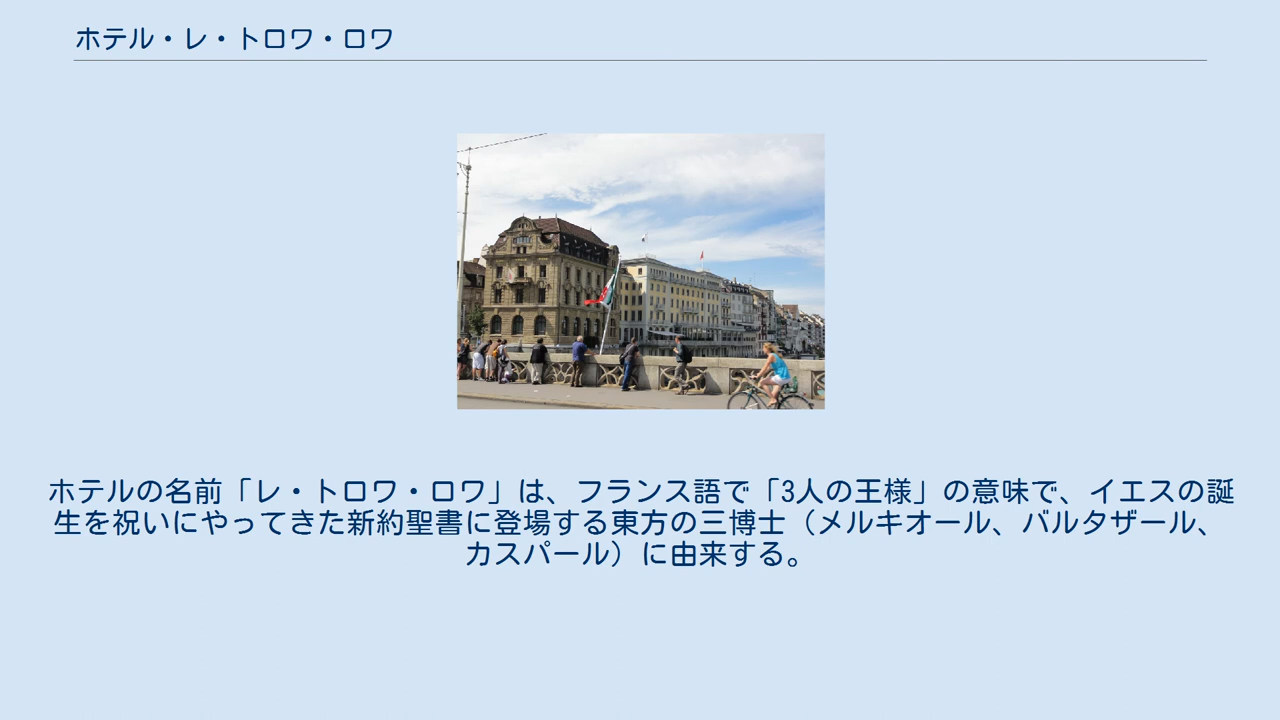 ホテル・レ・トロワ・ロワ
ホテルの名前「レ・トロワ・ロワ」は、フランス語で「3人の王様」の意味で、イエスの誕
生を祝いにやってきた新約聖書に登場する東方の三博士（メルキオール、バルタザール、
カスパール）に由来する。